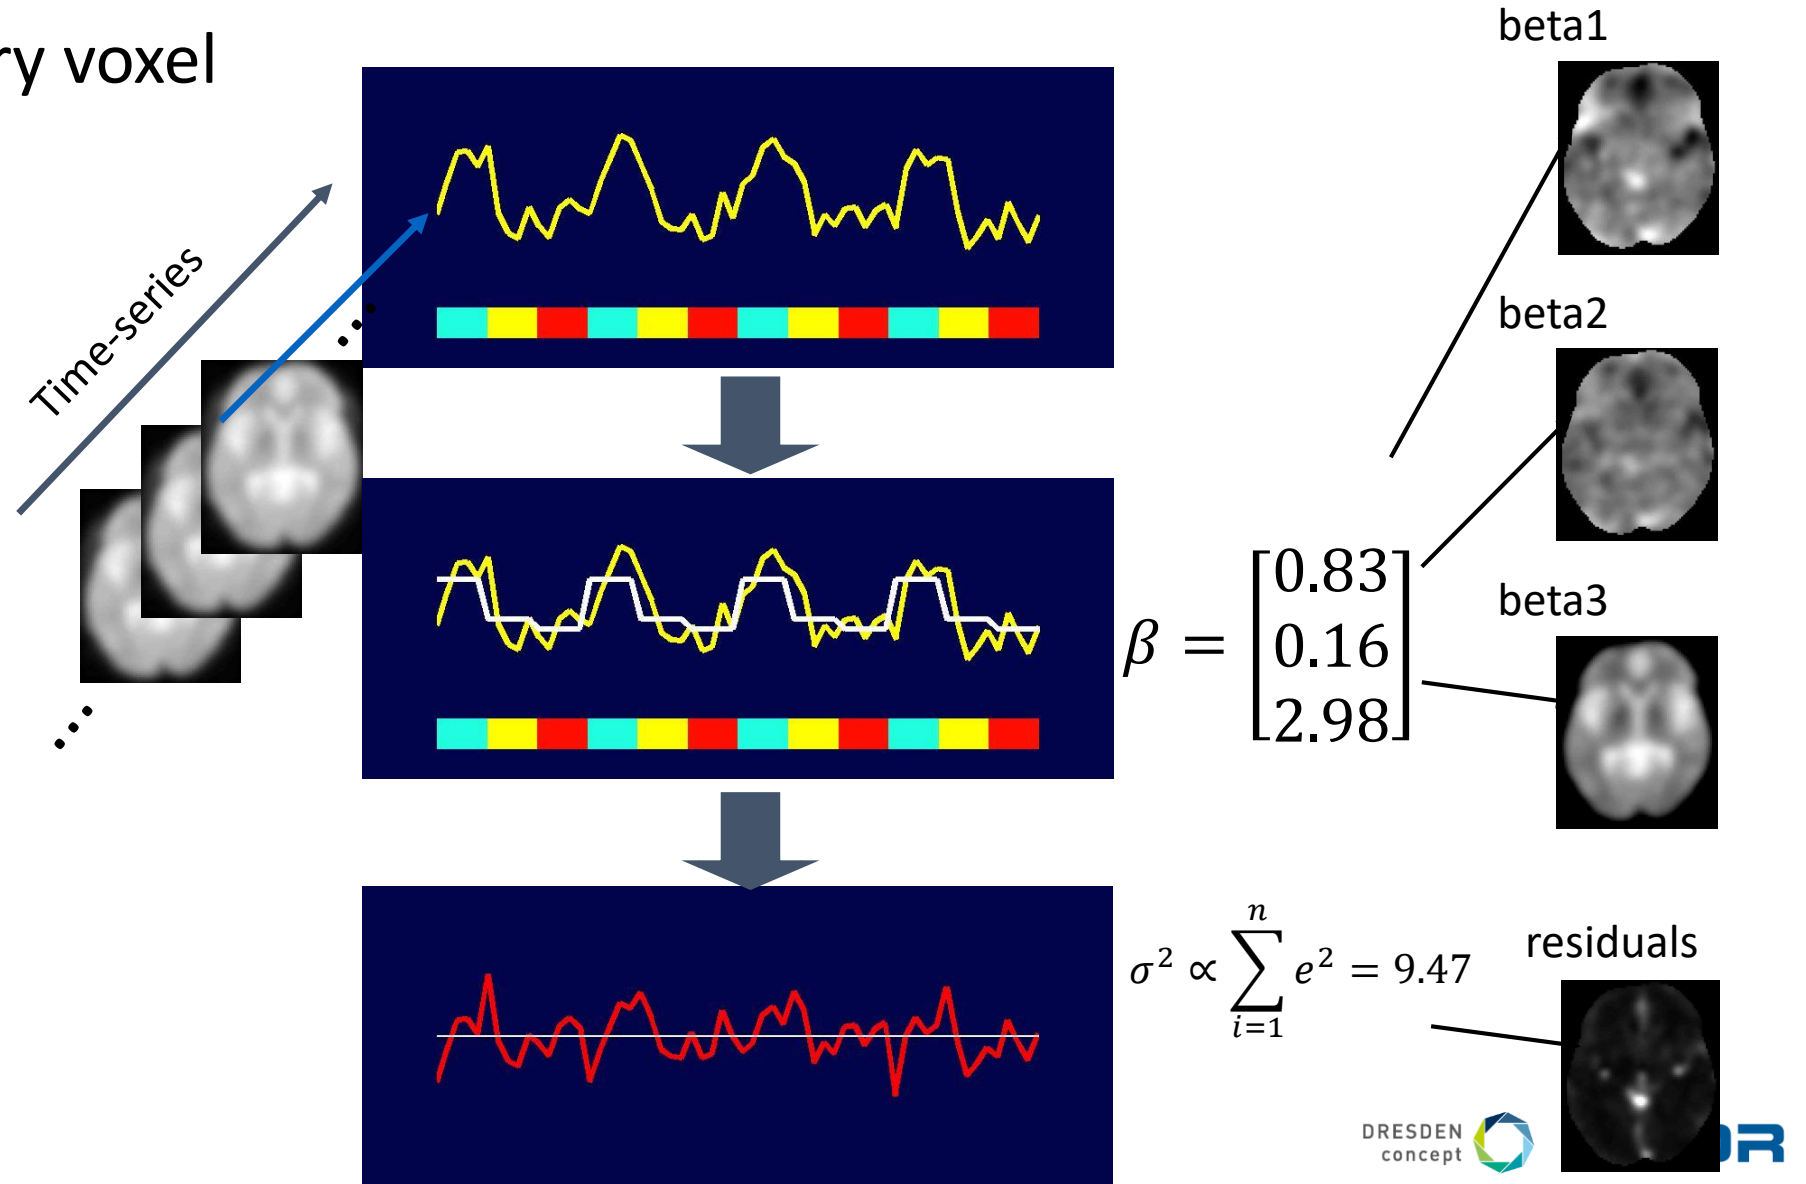 ry voxel
Time-series
beta1
beta2
beta3
β = [0.83
0.16
2.98]
σ² ∝ ∑ᵢ₌₁ⁿ e² = 9.47
residuals
DRESDEN
concept